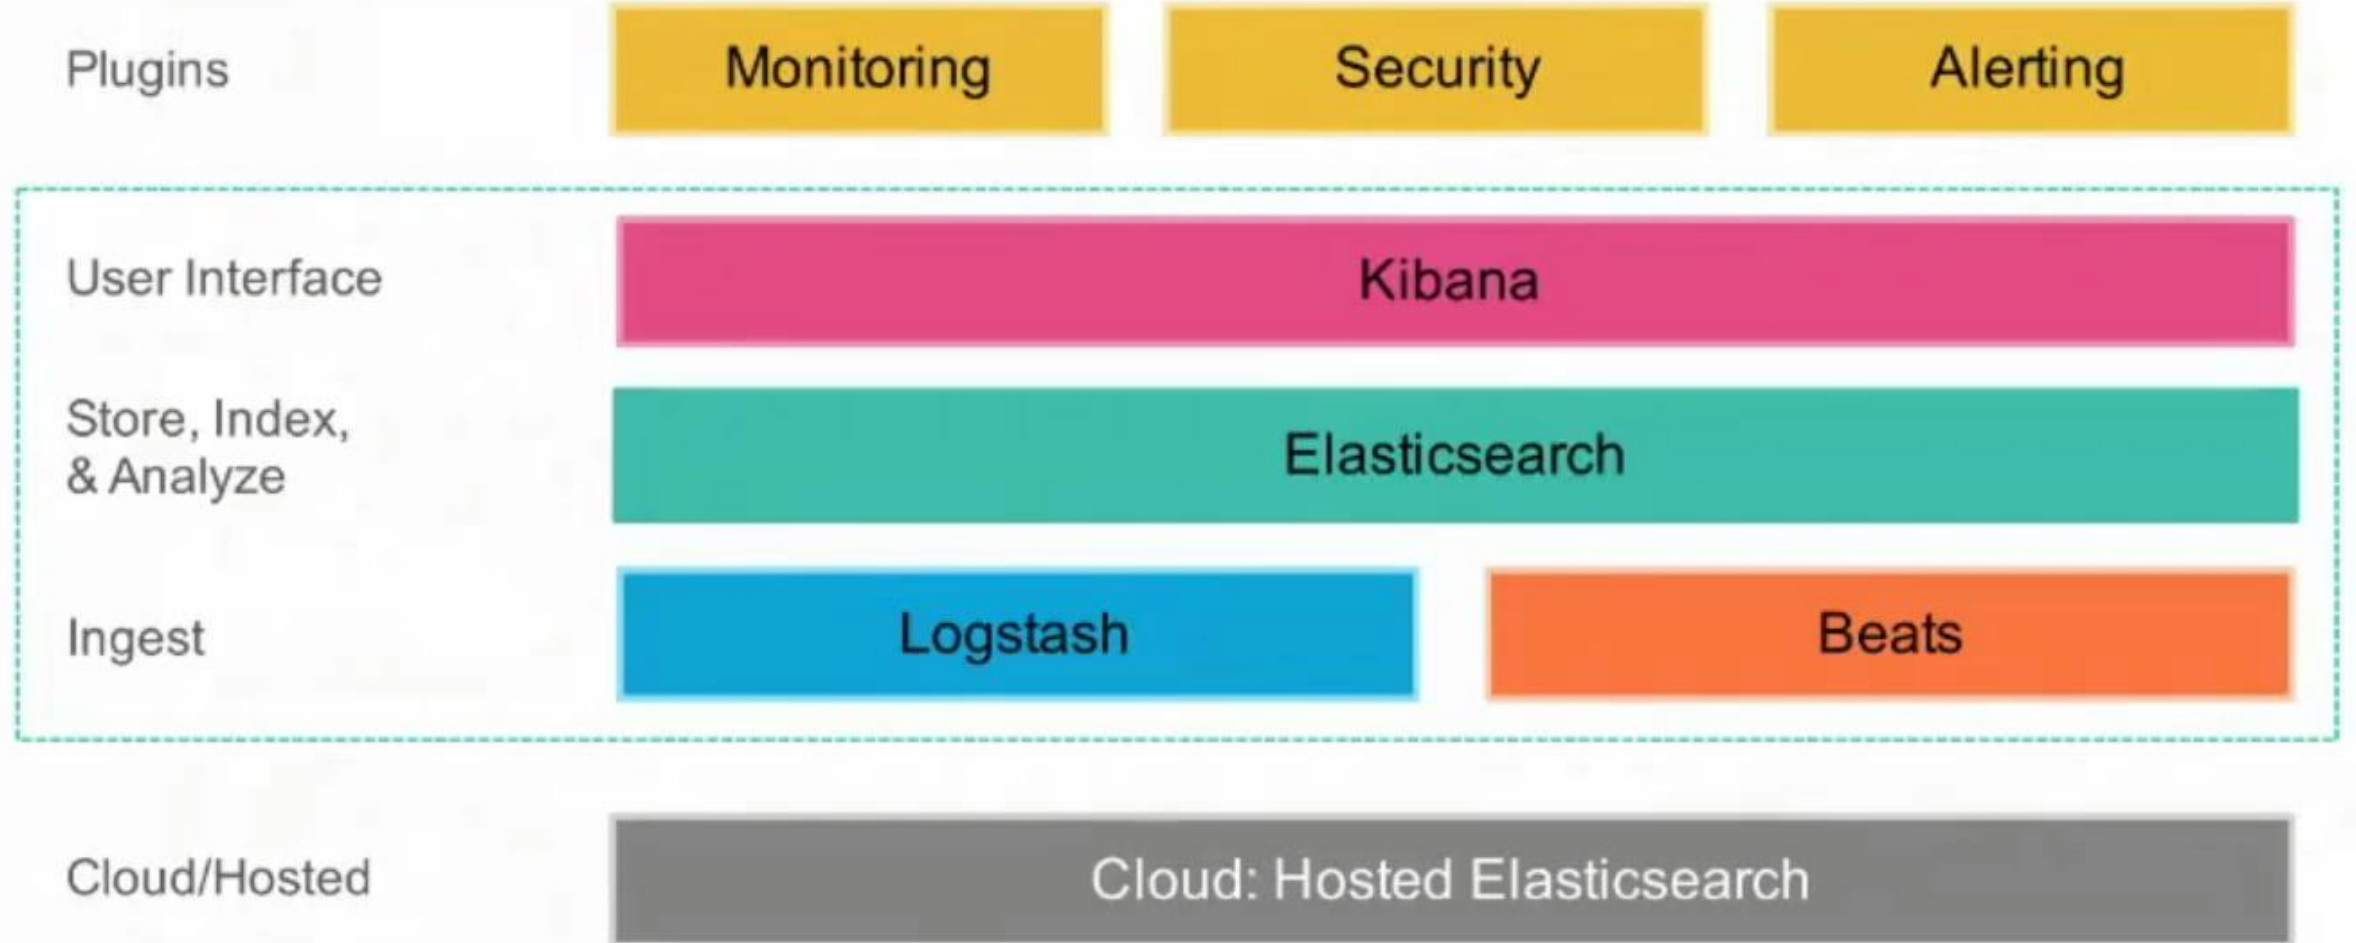 Plugins
Monitoring
Security
Alerting
User Interface
Kibana
Store, Index,
& Analyze
Elasticsearch
Ingest
Logstash
Beats
Cloud/Hosted
Cloud: Hosted Elasticsearch